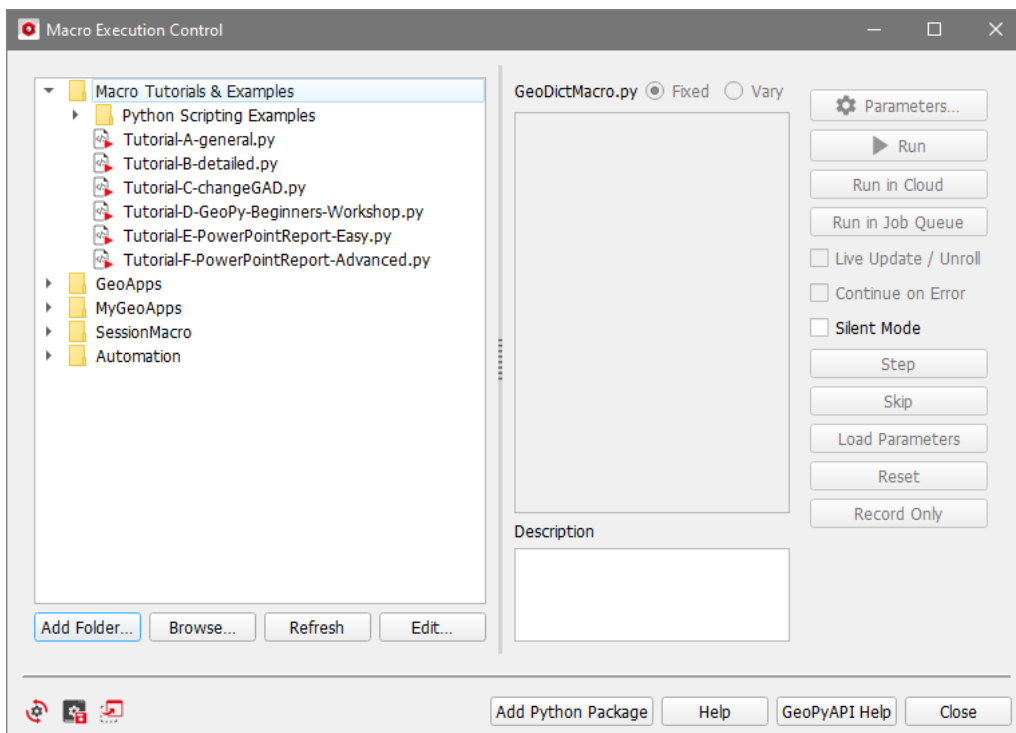 Macro Execution Control
Macro Tutorials & Examples
Python Scripting Examples
Tutorial-A-general.py
Tutorial-B-detailed.py
Tutorial-C-changeGAD.py
Tutorial-D-GeoPy-Beginners-Workshop.py
Tutorial-E-PowerPointReport-Easy.py
Tutorial-F-PowerPointReport-Advanced.py
GeoApps
MyGeoApps
SessionMacro
Automation
Add Folder...
Browse...
Refresh
Edit...
GeoDictMacro.py Fixed Vary
Description
Parameters...
Run
Run in Cloud
Run in Job Queue
Live Update / Unroll
Continue on Error
Silent Mode
Step
Skip
Load Parameters
Reset
Record Only
Add Python Package
Help
GeoPyAPI Help
Close